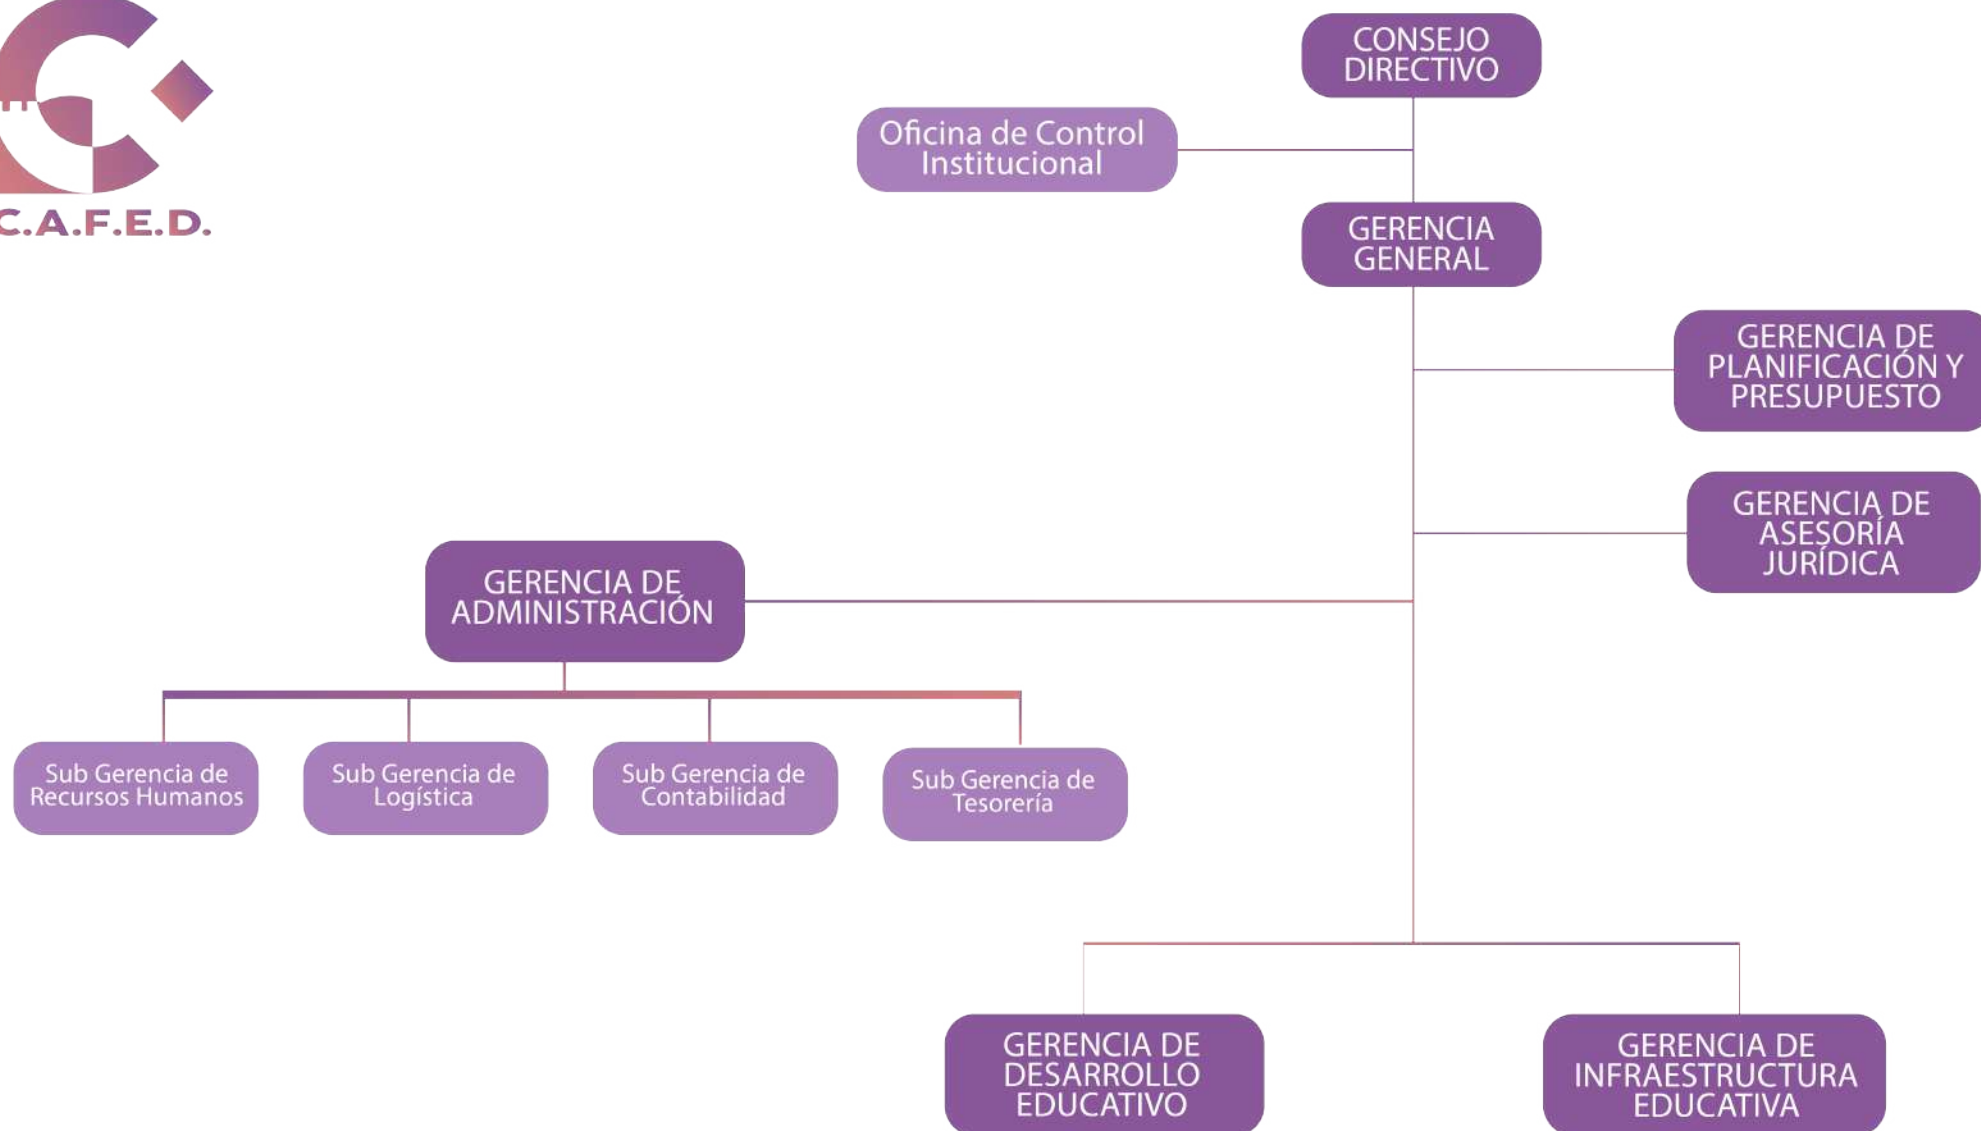 C.A.F.E.D.
CONSEJO
DIRECTIVO
Oficina de Control
Institucional
GERENCIA
GENERAL
GERENCIA DE
PLANIFICACIÓN Y
PRESUPUESTO
GERENCIA DE
ASESORÍA
JURÍDICA
GERENCIA DE
ADMINISTRACIÓN
Sub Gerencia de
Recursos Humanos
Sub Gerencia de
Logística
Sub Gerencia de
Contabilidad
Sub Gerencia de
Tesorería
GERENCIA DE
DESARROLLO
EDUCATIVO
GERENCIA DE
INFRAESTRUCTURA
EDUCATIVA